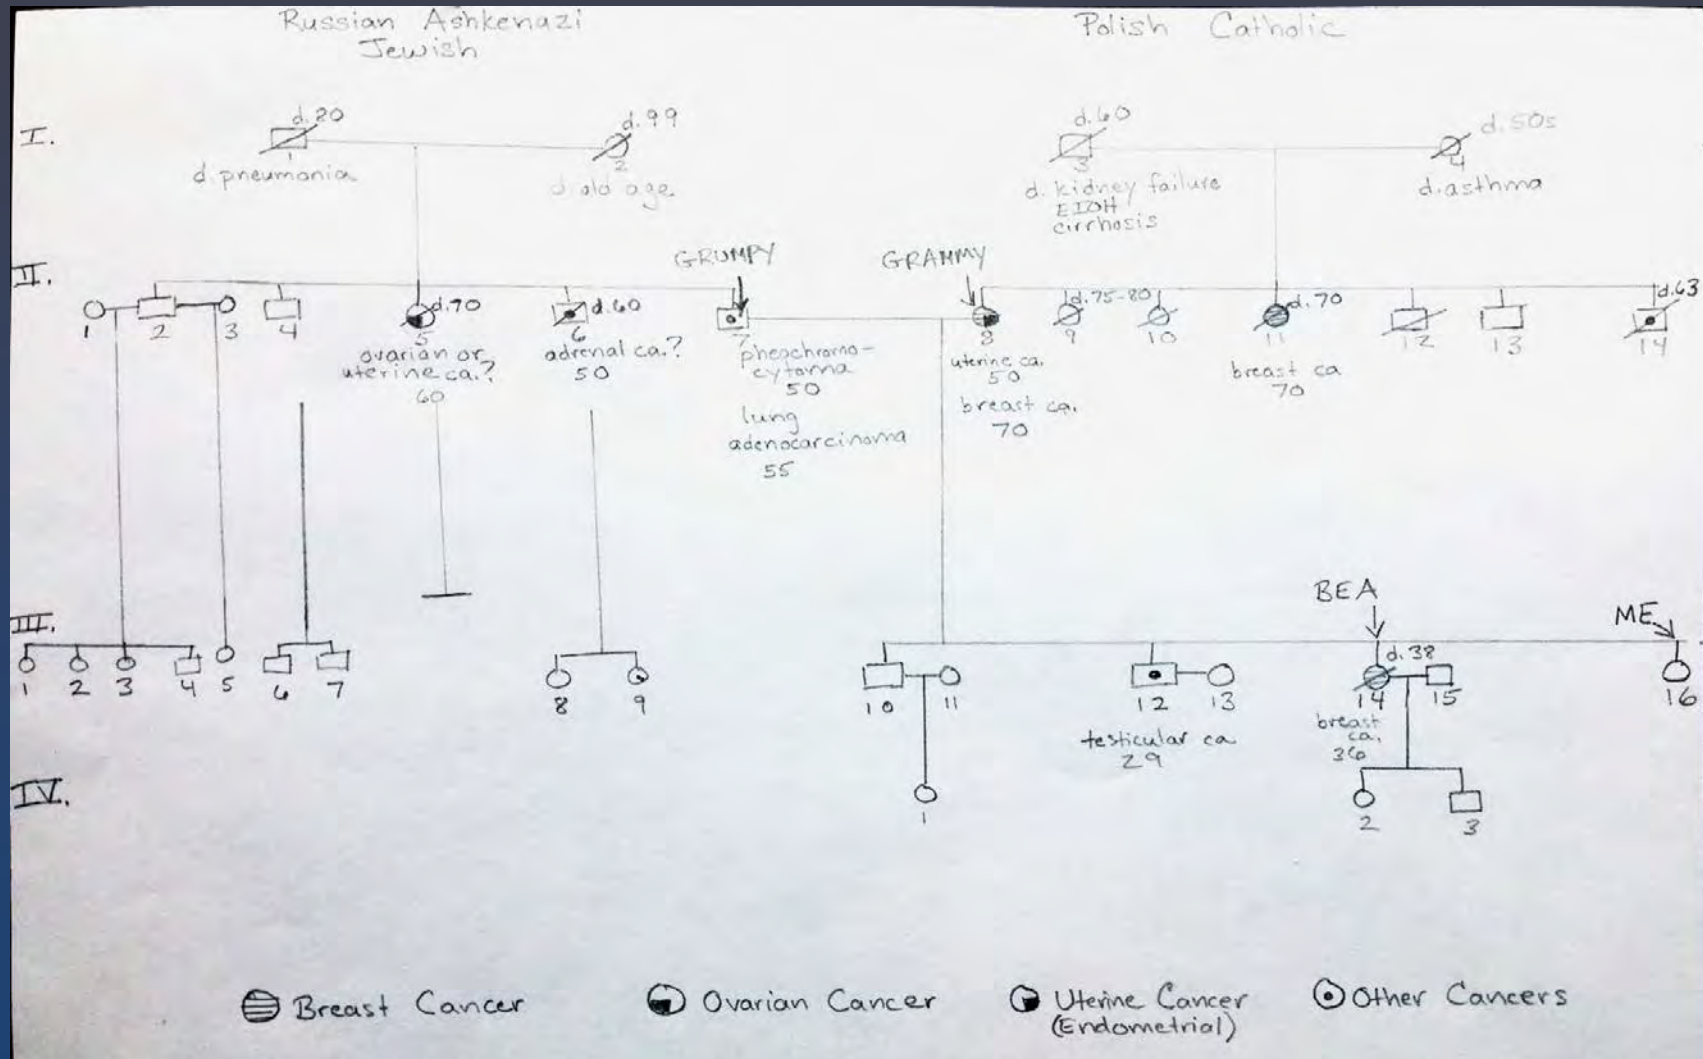 Russian Ashkenazi
Jewish
Polish Catholic
I.
d.20
1
d. pneumonia
d.99
2
d. old age
d.60
3
d. kidney failure
EtOH
cirrhosis
d.50s
4
d. asthma
II.
GRUMPY
GRAMMY
1
2
3
4
d.70
5
ovarian or
uterine ca.?
60
d.60
6
adrenal ca.?
50
7
pheochromo-
cytoma
50
lung
adenocarcinoma
55
8
uterine ca.
50
breast ca.
70
d.75-80
9
10
d.70
11
breast ca
70
12
13
d.63
14
III.
BEA
ME
1
2
3
4
5
6
7
8
9
10
11
12
testicular ca
29
13
d.38
14
breast
ca.
36
15
16
IV.
1
2
3
Breast Cancer
Ovarian Cancer
Uterine Cancer
(Endometrial)
Other Cancers